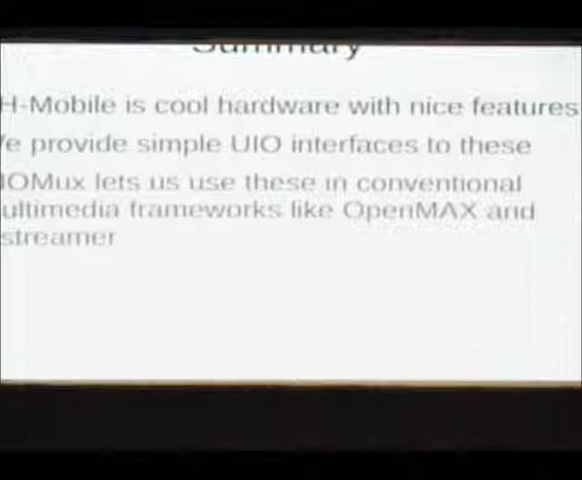 Summary
H-Mobile is cool hardware with nice features
e provide simple UIO interfaces to these
IOMux lets us use these in conventional
ultimedia frameworks like OpenMAX and
streamer